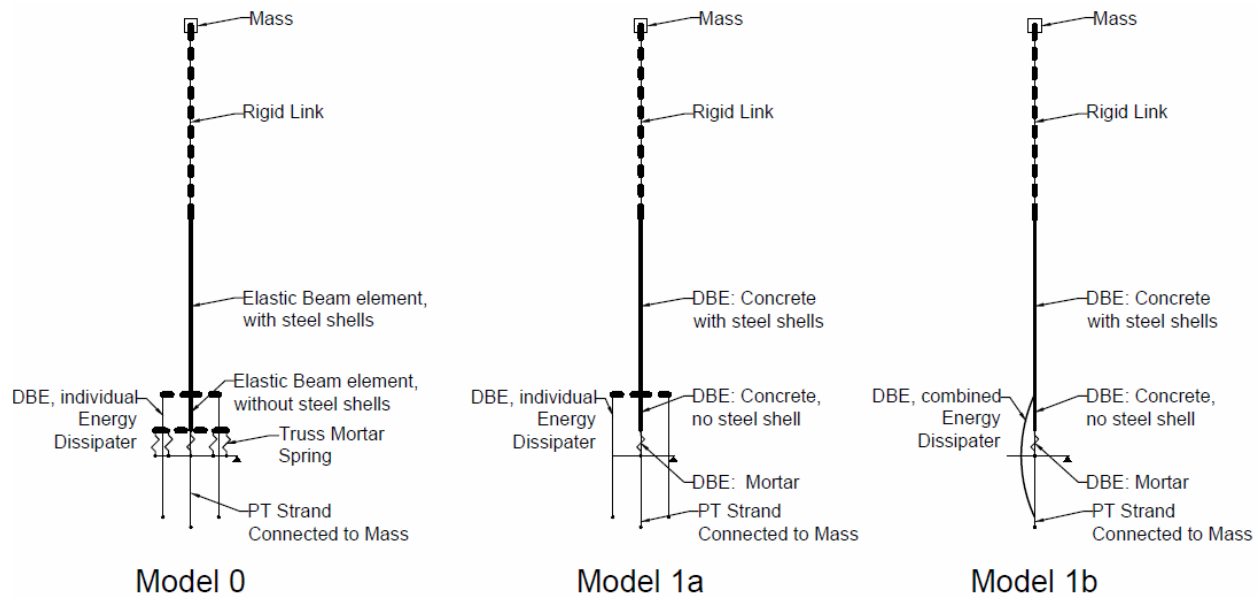 Mass
Rigid Link
Elastic Beam element,
with steel shells
DBE, individual
Energy
Dissipater
Elastic Beam element,
without steel shells
Truss Mortar
Spring
PT Strand
Connected to Mass
Model 0
Mass
Rigid Link
DBE: Concrete
with steel shells
DBE, individual
Energy
Dissipater
DBE: Concrete,
no steel shell
DBE: Mortar
PT Strand
Connected to Mass
Model 1a
Mass
Rigid Link
DBE: Concrete
with steel shells
DBE, combined
Energy
Dissipater
DBE: Concrete,
no steel shell
DBE: Mortar
PT Strand
Connected to Mass
Model 1b